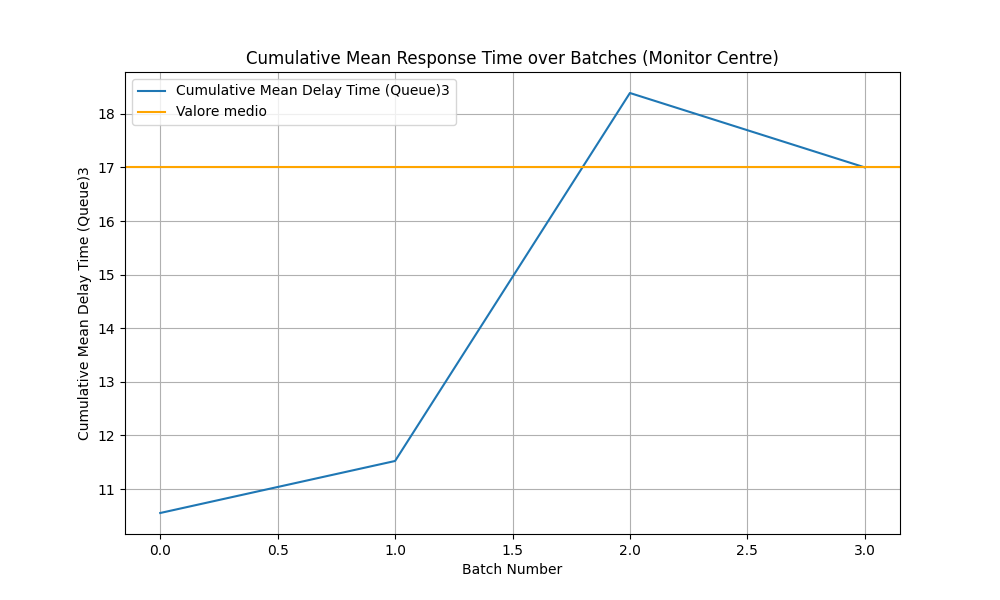 Cumulative Mean Response Time over Batches (Monitor Centre)
Cumulative Mean Delay Time (Queue)3
Valore medio
Cumulative Mean Delay Time (Queue)3
18
17
16
15
14
13
12
11
0.0 0.5 1.0 1.5 2.0 2.5 3.0
Batch Number